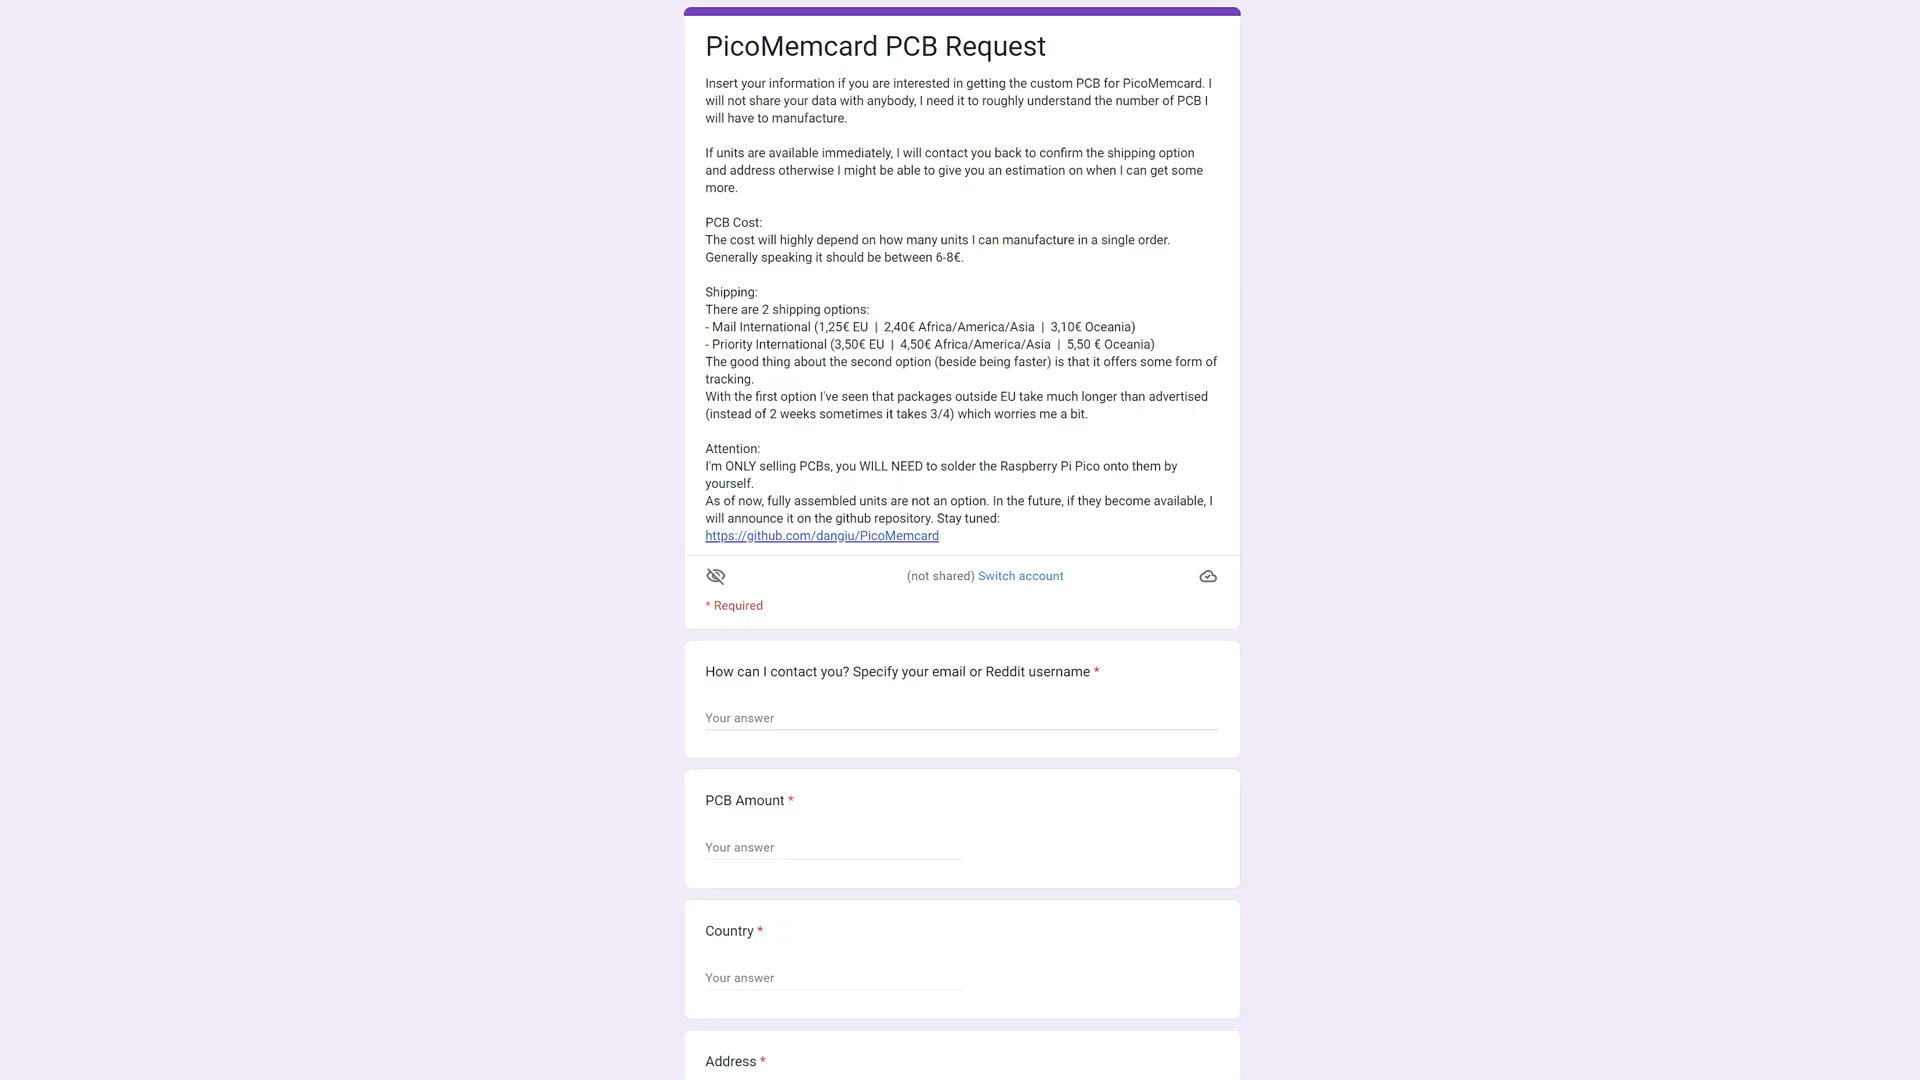 PicoMemcard PCB Request
Insert your information if you are interested in getting the custom PCB for PicoMemcard. I
will not share your data with anybody, I need it to roughly understand the number of PCB I
will have to manufacture.
If units are available immediately, I will contact you back to confirm the shipping option
and address otherwise I might be able to give you an estimation on when I can get some
more.
PCB Cost:
The cost will highly depend on how many units I can manufacture in a single order.
Generally speaking it should be between 6-8€.
Shipping:
There are 2 shipping options:
- Mail International (1,25€ EU | 2,40€ Africa/America/Asia | 3,10€ Oceania)
- Priority International (3,50€ EU | 4,50€ Africa/America/Asia | 5,50 € Oceania)
The good thing about the second option (beside being faster) is that it offers some form of
tracking.
With the first option I've seen that packages outside EU take much longer than advertised
(instead of 2 weeks sometimes it takes 3/4) which worries me a bit.
Attention:
I'm ONLY selling PCBs, you WILL NEED to solder the Raspberry Pi Pico onto them by
yourself.
As of now, fully assembled units are not an option. In the future, if they become available, I
will announce it on the github repository. Stay tuned:
https://github.com/dangiu/PicoMemcard
(not shared) Switch account
* Required
How can I contact you? Specify your email or Reddit username *
Your answer
PCB Amount *
Your answer
Country *
Your answer
Address *